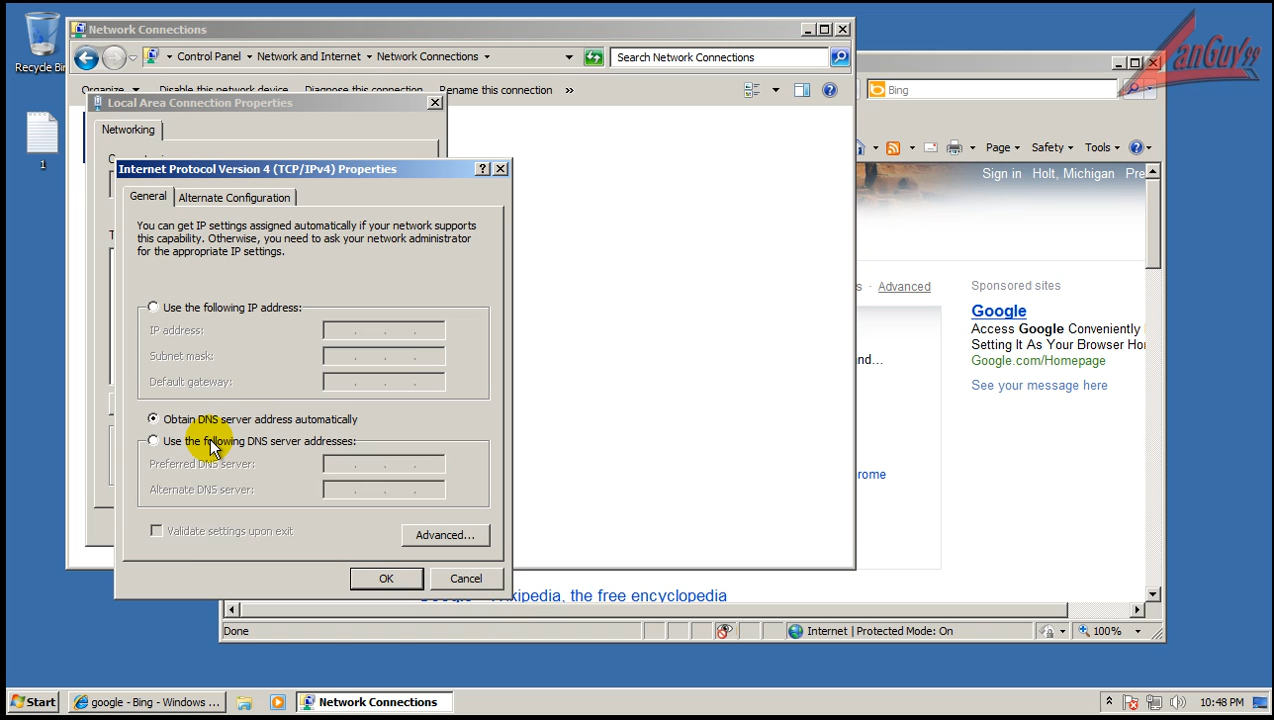 Recycle Bin
1
Network Connections
Control Panel
Network and Internet
Network Connections
Search Network Connections
Organize
Disable this network device
Diagnose this connection
Rename this connection
»
anGuy'99
Bing
Page
Safety
Tools
Sign in
Holt, Michigan
Pre
Advanced
Sponsored sites
Google
Access Google Conveniently
Setting It As Your Browser Hor
Google.com/Homepage
See your message here
and...
rome
Local Area Connection Properties
Networking
Internet Protocol Version 4 (TCP/IPv4) Properties
General
Alternate Configuration
You can get IP settings assigned automatically if your network supports
this capability. Otherwise, you need to ask your network administrator
for the appropriate IP settings.
Use the following IP address:
IP address:
Subnet mask:
Default gateway:
Obtain DNS server address automatically
Use the following DNS server addresses:
Preferred DNS server:
Alternate DNS server:
Validate settings upon exit
Advanced...
OK
Cancel
Wikipedia, the free encyclopedia
Done
Internet | Protected Mode: On
100%
Start
google - Bing - Windows ...
Network Connections
10:48 PM